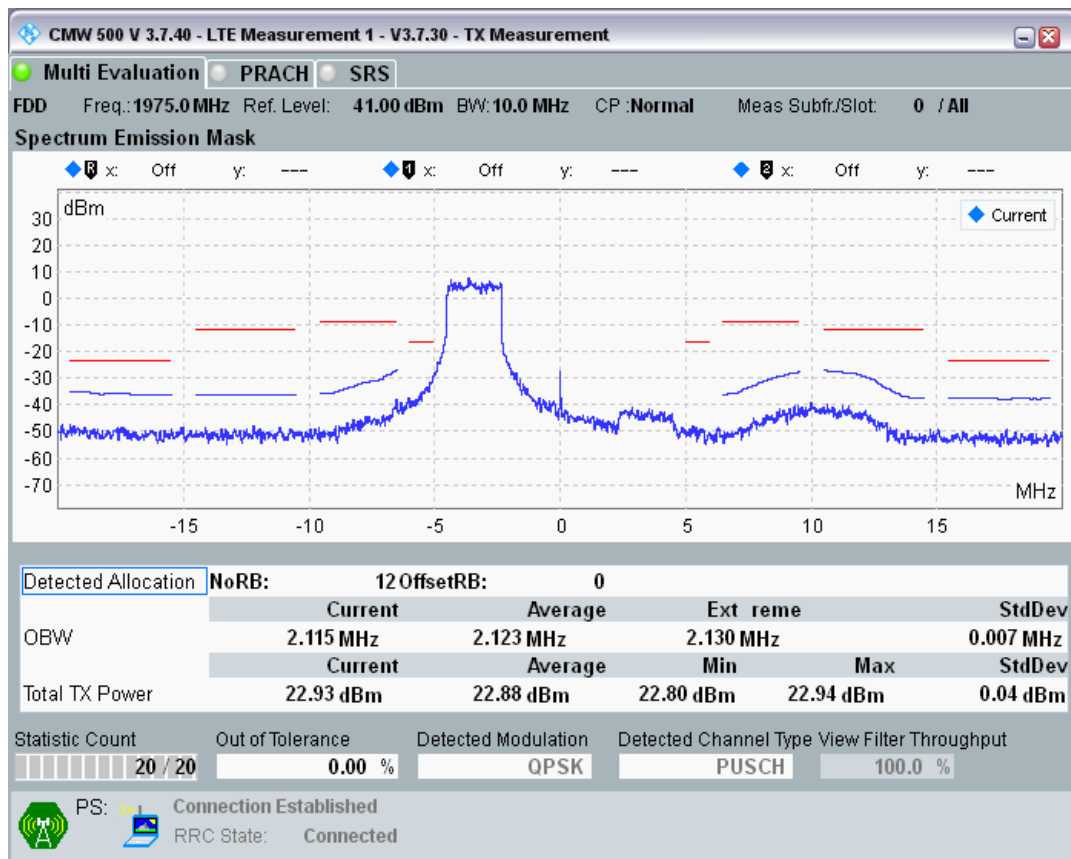 CMW 500 V 3.7.40 - LTE Measurement 1 - V3.7.30 - TX Measurement
Multi Evaluation PRACH SRS
FDD Freq.:1975.0 MHz Ref. Level: 41.00 dBm BW:10.0 MHz CP :Normal Meas Subfr./Slot: 0 / All
Spectrum Emission Mask
R x: Off y: --- 1 x: Off y: --- 2 x: Off y: ---
dBm
Current
30
20
10
0
-10
-20
-30
-40
-50
-60
-70
MHz
-15 -10 -5 0 5 10 15
Detected Allocation NoRB: 12 OffsetRB: 0
Current Average Ext reme StdDev
OBW 2.115 MHz 2.123 MHz 2.130 MHz 0.007 MHz
Current Average Min Max StdDev
Total TX Power 22.93 dBm 22.88 dBm 22.80 dBm 22.94 dBm 0.04 dBm
Statistic Count Out of Tolerance Detected Modulation Detected Channel Type View Filter Throughput
20 / 20 0.00 % QPSK PUSCH 100.0 %
PS: Connection Established
RRC State: Connected